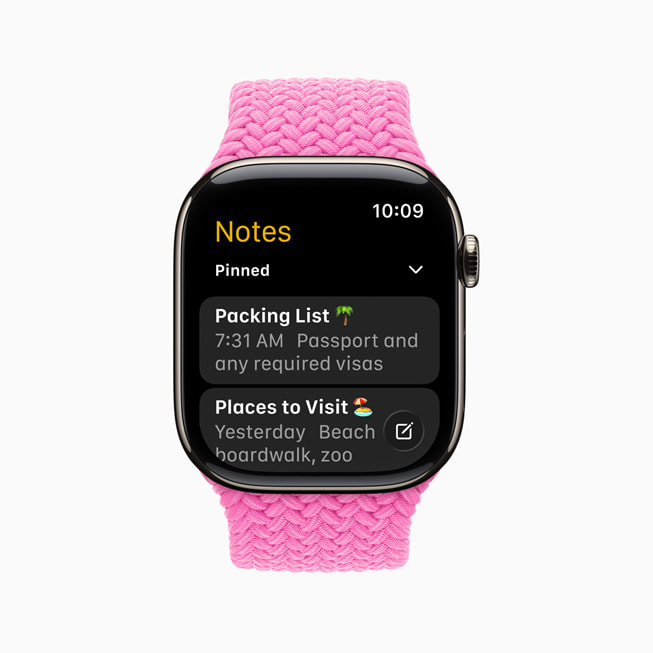 10:09
Notes
Pinned
Packing List 🌴
7:31 AM Passport and
any required visas
Places to Visit 🏖️
Yesterday Beach
boardwalk, zoo